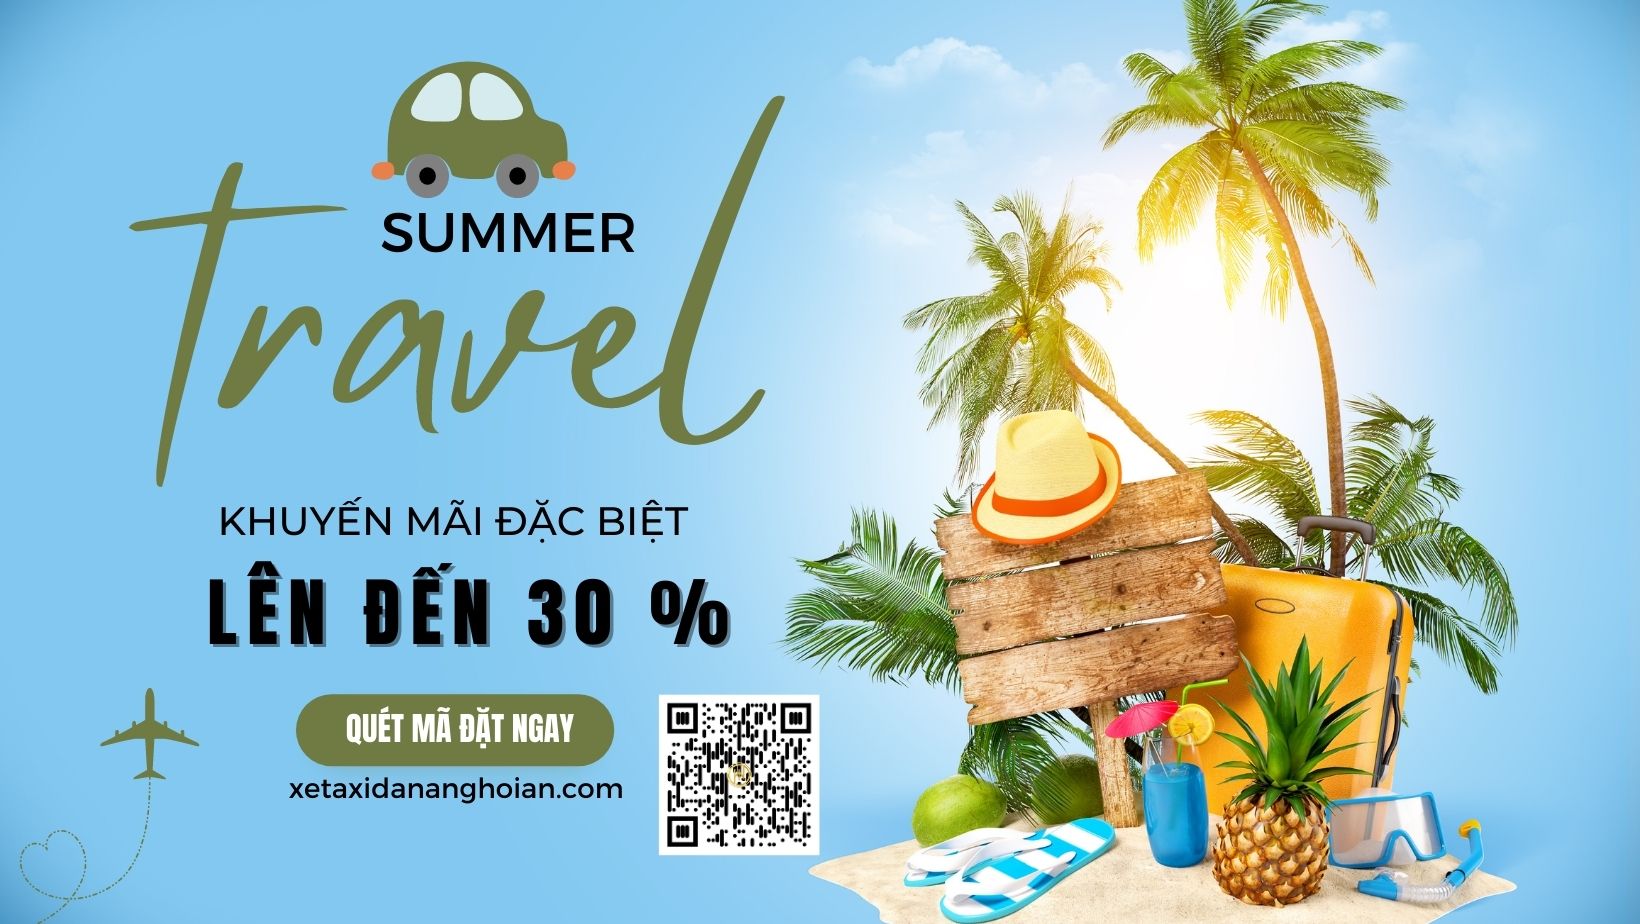 SUMMER
Travel
KHUYẾN MÃI ĐẶC BIỆT
LÊN ĐẾN 30 %
QUÉT MÃ ĐẶT NGAY
xetaxidananghoian.com